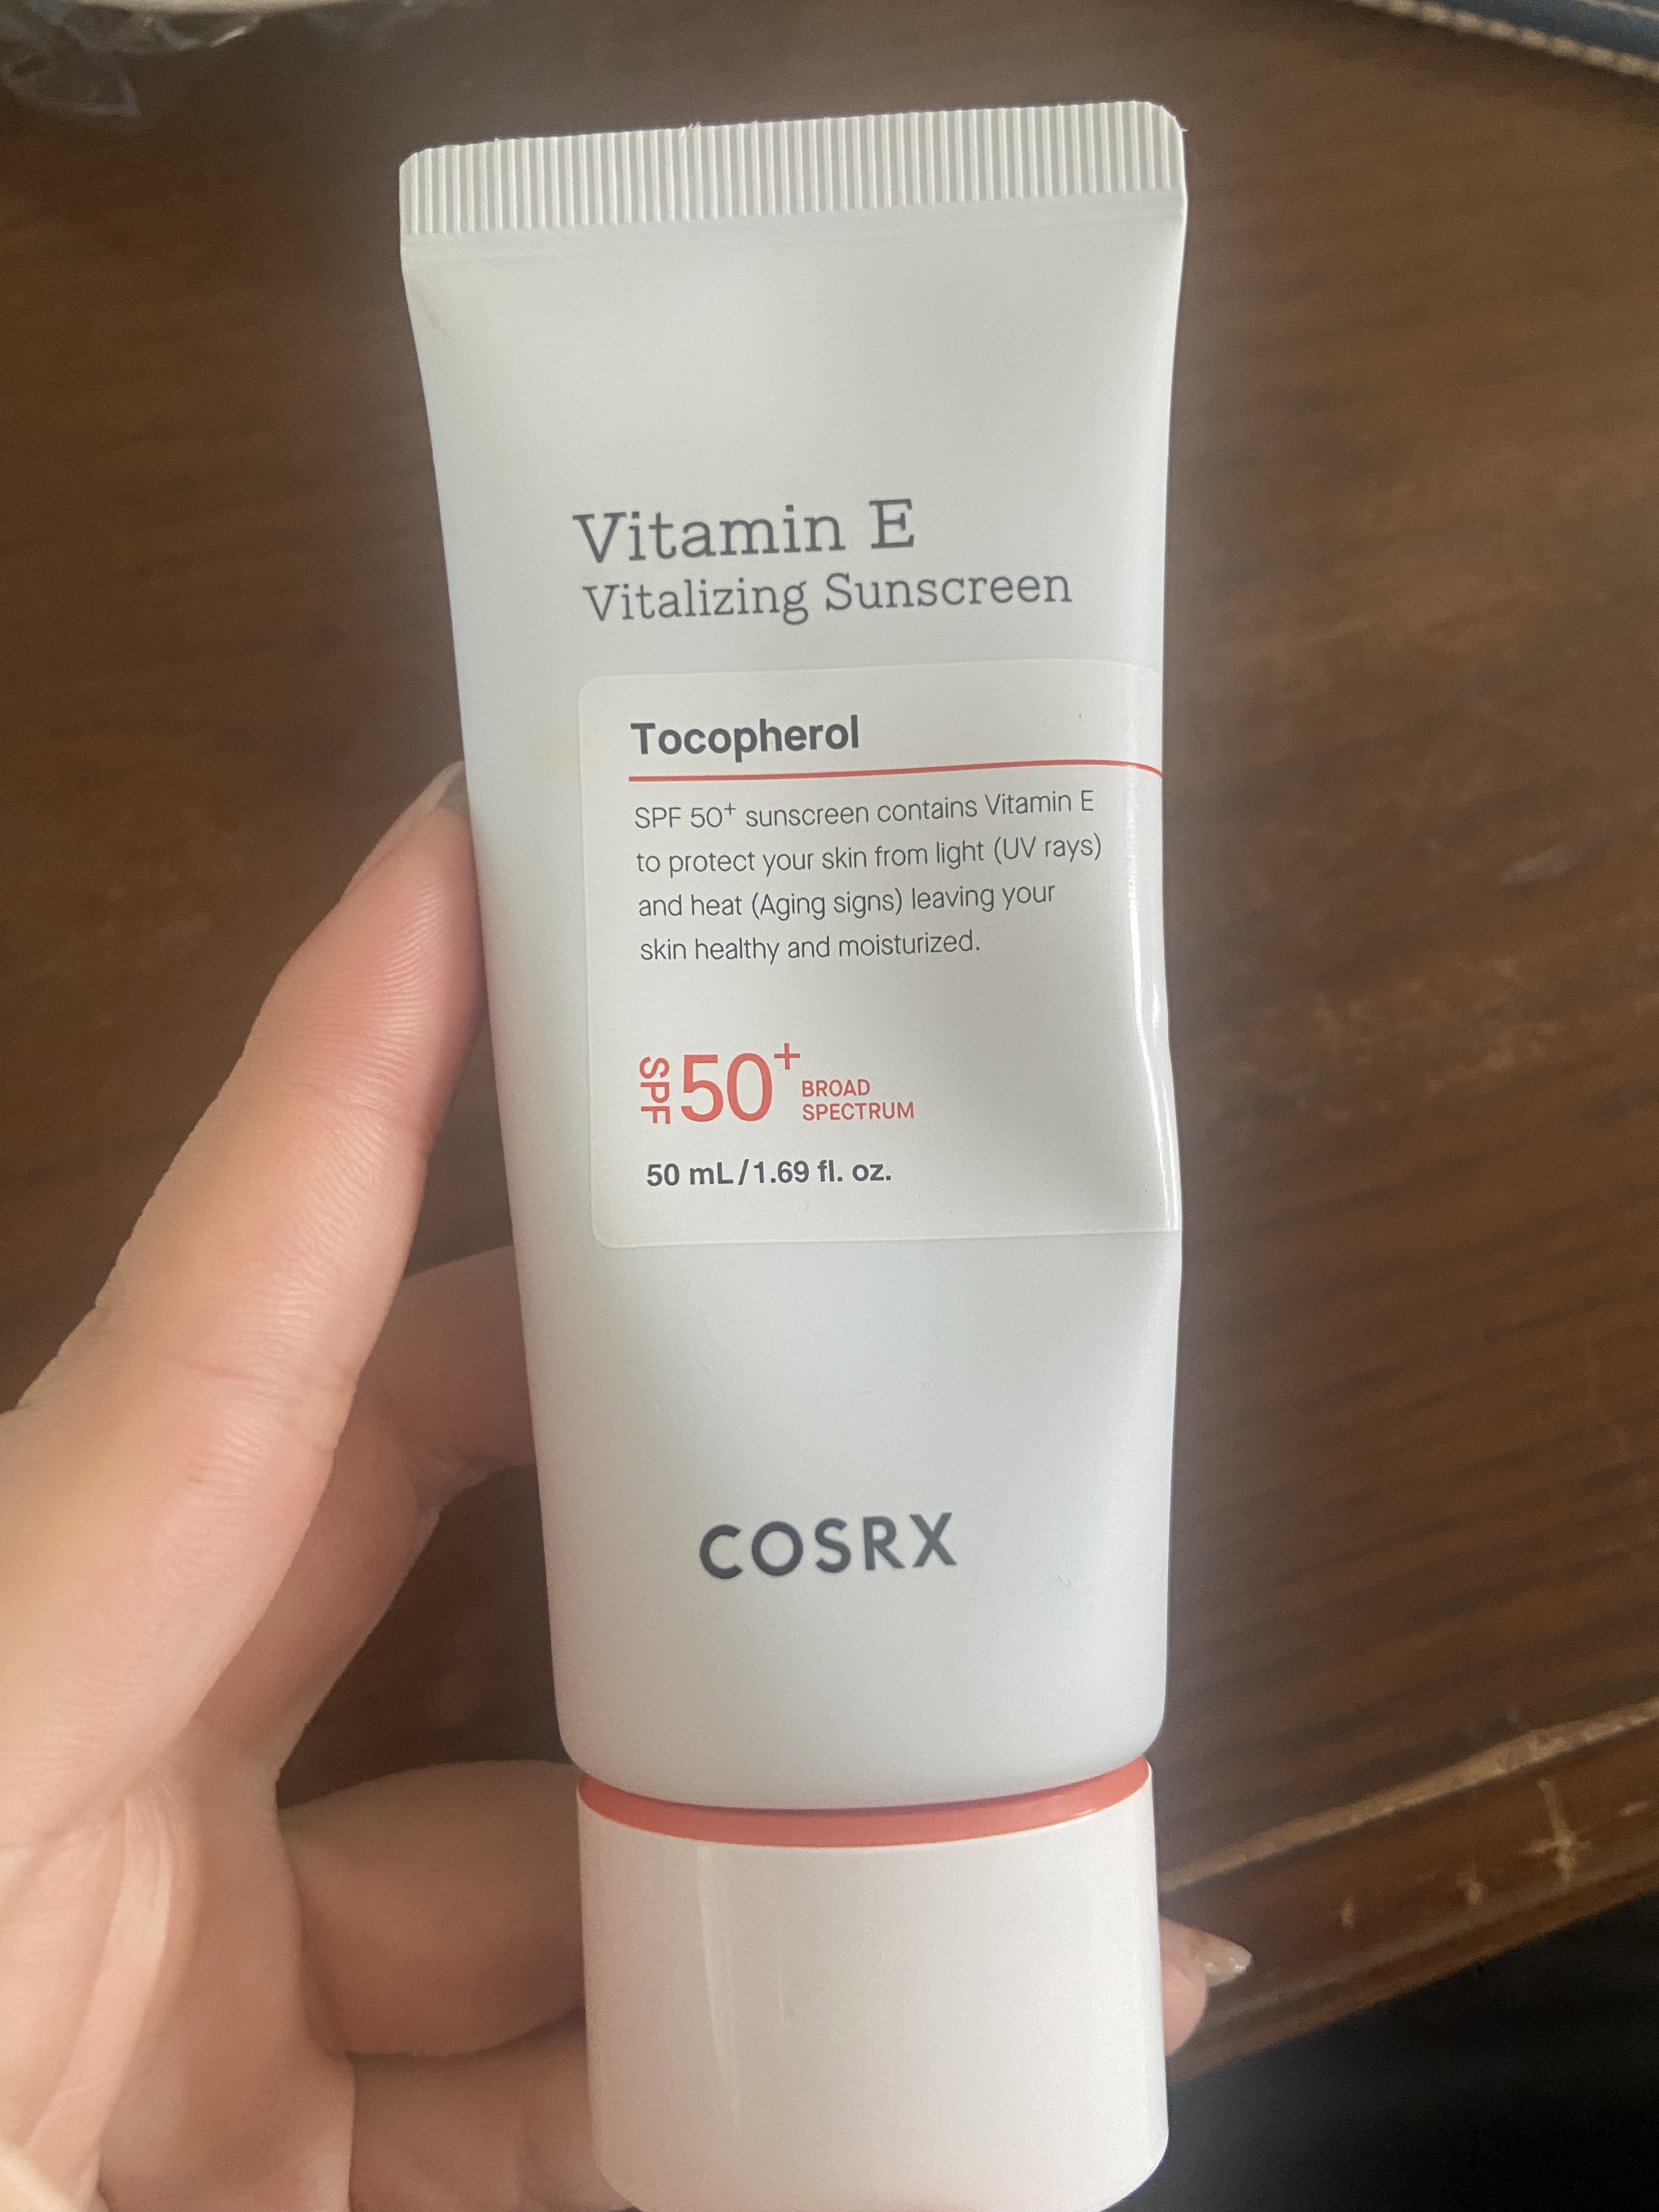 Vitamin E
Vitalizing Sunscreen
Tocopherol
SPF 50+ sunscreen contains Vitamin E
to protect your skin from light (UV rays)
and heat (Aging signs) leaving your
skin healthy and moisturized.
SPF 50+ BROAD
SPECTRUM
50 mL/1.69 fl. oz.
COSRX